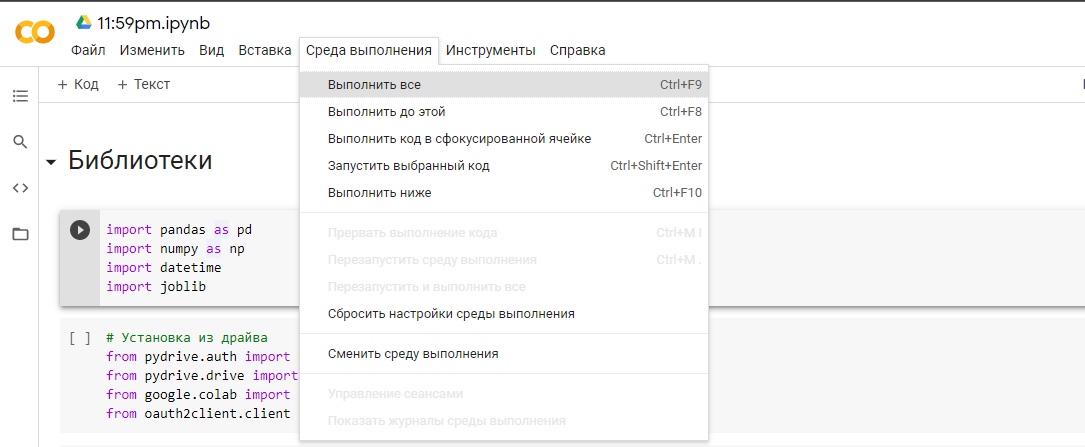 11:59pm.ipynb
Файл Изменить Вид Вставка Среда выполнения Инструменты Справка
+ Код + Текст
Выполнить все Ctrl+F9
Выполнить до этой Ctrl+F8
Выполнить код в сфокусированной ячейке Ctrl+Enter
Запустить выбранный код Ctrl+Shift+Enter
Выполнить ниже Ctrl+F10
Прервать выполнение кода Ctrl+M I
Перезапустить среду выполнения Ctrl+M .
Перезапустить и выполнить все
Сбросить настройки среды выполнения
Сменить среду выполнения
Управление сеансами
Показать журналы среды выполнения
Библиотеки
import pandas as pd
import numpy as np
import datetime
import joblib
[ ] # Установка из драйва
from pydrive.auth import
from pydrive.drive import
from google.colab import
from oauth2client.client